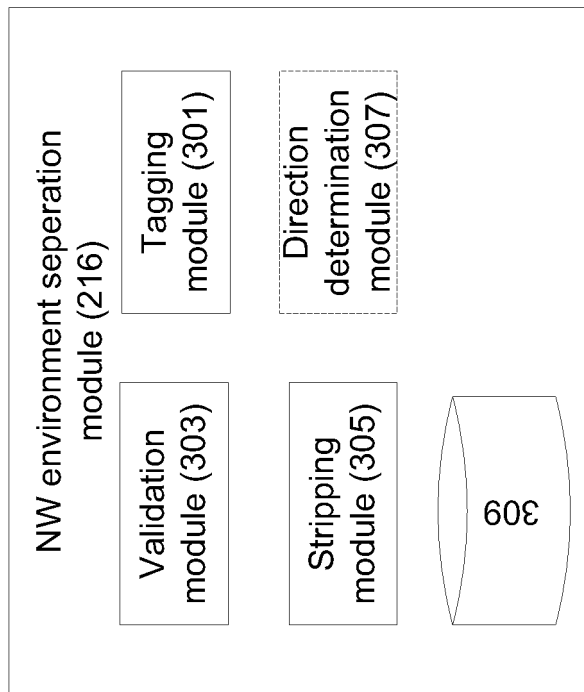 NW environment seperation
module (216)
Validation
module (303)
Tagging
module (301)
Stripping
module (305)
Direction
determination
module (307)
309